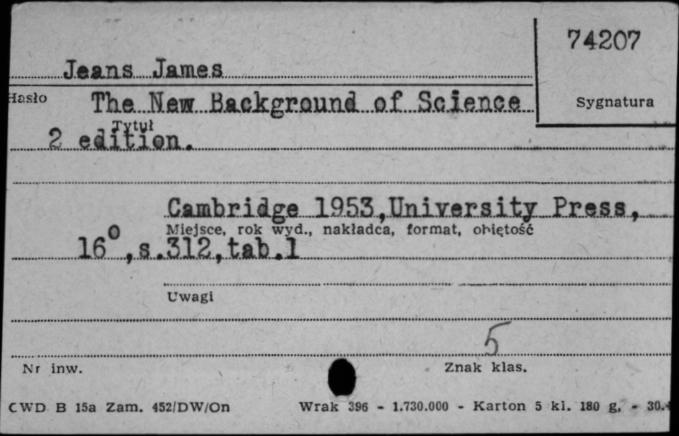 74207
Jeans James
Hasło The New Background of Science Sygnatura
Tytuł
2 edition.
Cambridge 1953,University Press,
Miejsce, rok wyd., nakładca, format, objętość
16°,s.312,tab.1
Uwagi
5
Nr inw. Znak klas.
CWD B 15a Zam. 452/DW/On Wrak 396 - 1.730.000 - Karton 5 kl. 180 g. - 30.